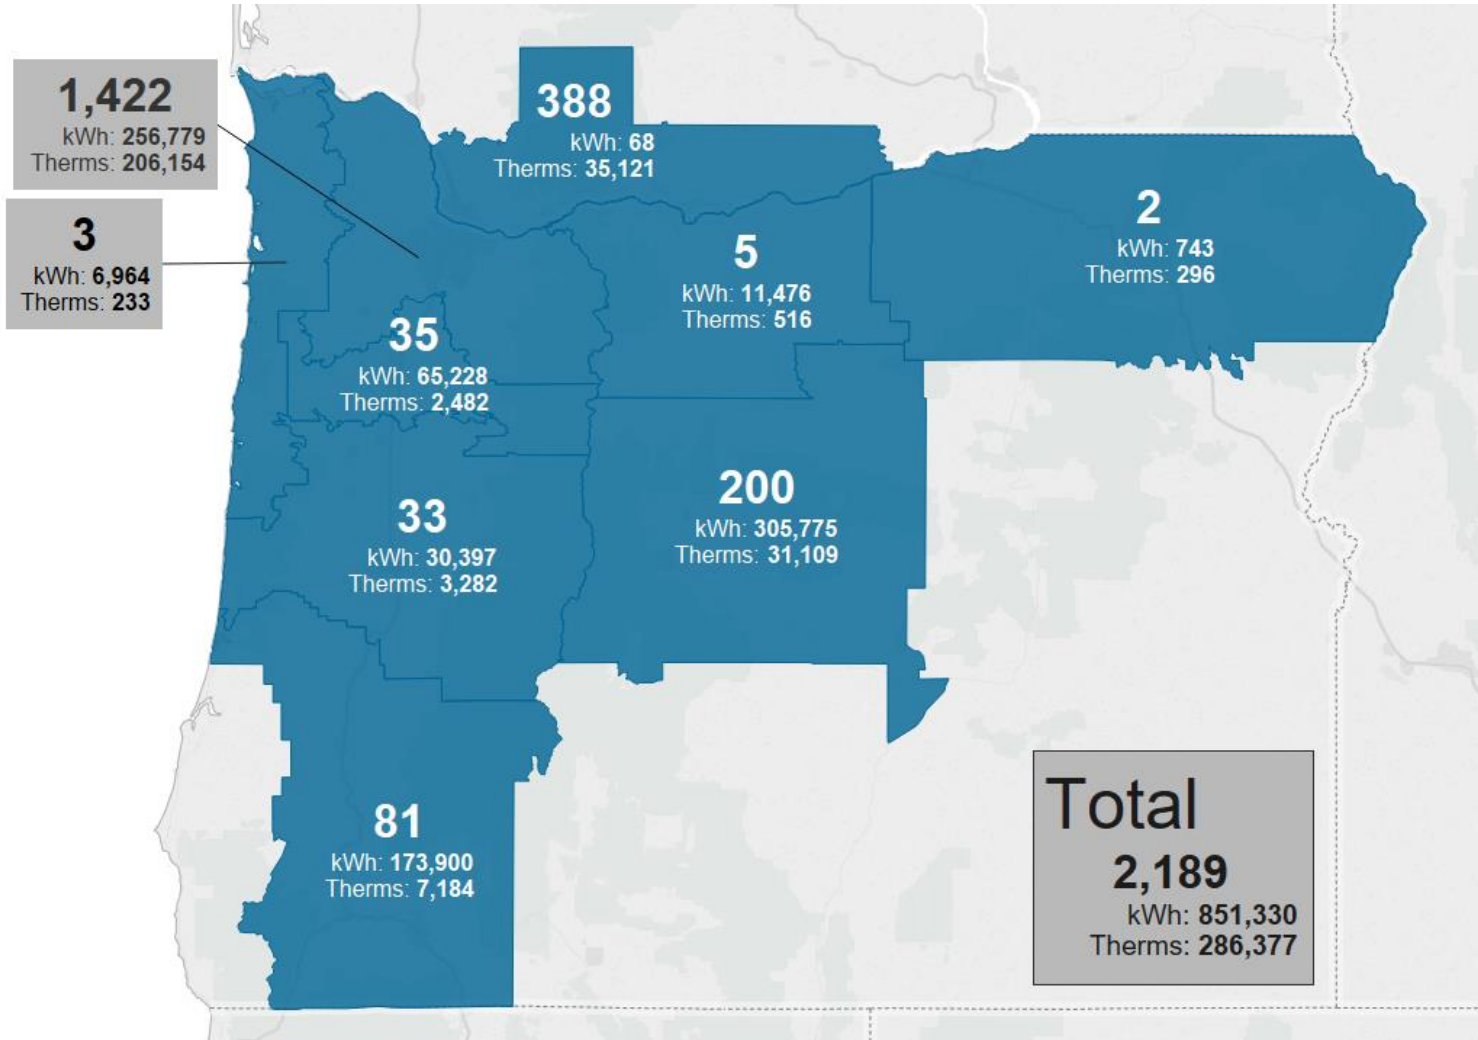 1,422
kWh: 256,779
Therms: 206,154
3
kWh: 6,964
Therms: 233
388
kWh: 68
Therms: 35,121
2
kWh: 743
Therms: 296
5
kWh: 11,476
Therms: 516
35
kWh: 65,228
Therms: 2,482
200
kWh: 305,775
Therms: 31,109
33
kWh: 30,397
Therms: 3,282
81
kWh: 173,900
Therms: 7,184
Total
2,189
kWh: 851,330
Therms: 286,377